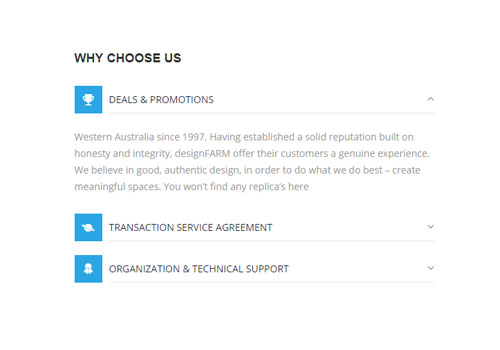 WHY CHOOSE US
DEALS & PROMOTIONS
Western Australia since 1997. Having established a solid reputation built on
honesty and integrity, designFARM offer their customers a genuine experience.
We believe in good, authentic design, in order to do what we do best – create
meaningful spaces. You won't find any replica's here
TRANSACTION SERVICE AGREEMENT
ORGANIZATION & TECHNICAL SUPPORT